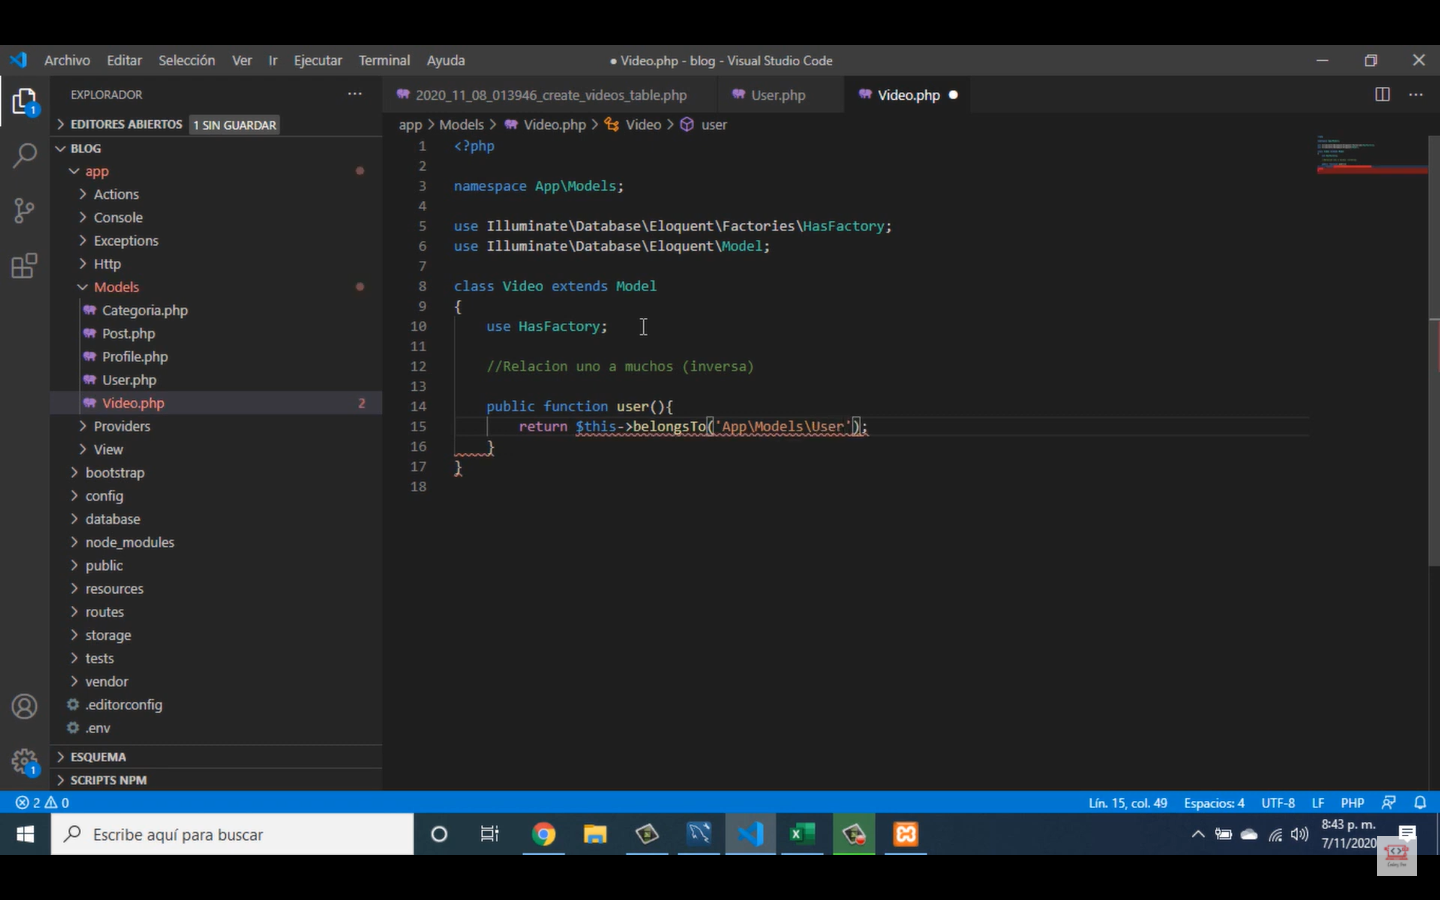 Archivo Editar Selección Ver Ir Ejecutar Terminal Ayuda
● Video.php - blog - Visual Studio Code
EXPLORADOR
2020_11_08_013946_create_videos_table.php
User.php
Video.php
EDITORES ABIERTOS 1 SIN GUARDAR
app > Models > Video.php > Video > user
BLOG
app
Actions
Console
Exceptions
Http
Models
Categoria.php
Post.php
Profile.php
User.php
Video.php 2
Providers
View
bootstrap
config
database
node_modules
public
resources
routes
storage
tests
vendor
.editorconfig
.env
ESQUEMA
SCRIPTS NPM
1 <?php
2
3 namespace App\Models;
4
5 use Illuminate\Database\Eloquent\Factories\HasFactory;
6 use Illuminate\Database\Eloquent\Model;
7
8 class Video extends Model
9 {
10 use HasFactory;
11
12 //Relacion uno a muchos (inversa)
13
14 public function user(){
15 return $this->belongsTo('App\Models\User');
16 }
17 }
18
1
1
2 0
Lín. 15, col. 49 Espacios: 4 UTF-8 LF PHP
Escribe aquí para buscar
8:43 p. m.
7/11/2020